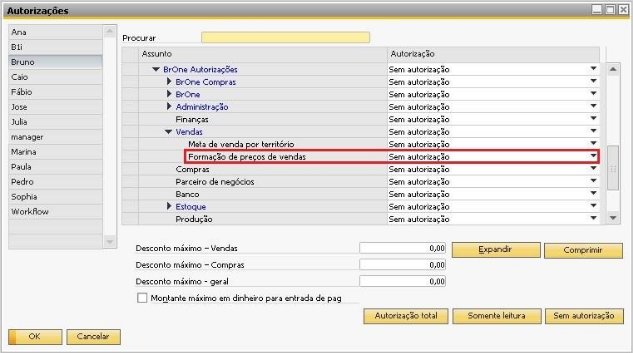 Autorizações
Ana
B1i
Bruno
Caio
Fábio
Jose
Julia
manager
Marina
Paula
Pedro
Sophia
Workflow
Procurar
Assunto Autorização
BrOne Autorizações Sem autorização
BrOne Compras Sem autorização
BrOne Sem autorização
Administração Sem autorização
Finanças Sem autorização
Vendas Sem autorização
Meta de venda por território Sem autorização
Formação de preços de vendas Sem autorização
Compras Sem autorização
Parceiro de negócios Sem autorização
Banco Sem autorização
Estoque Sem autorização
Produção Sem autorização
Desconto máximo - Vendas 0,00
Expandir Comprimir
Desconto máximo - Compras 0,00
Desconto máximo - geral 0,00
Montante máximo em dinheiro para entrada de pag
Autorização total Somente leitura Sem autorização
OK Cancelar